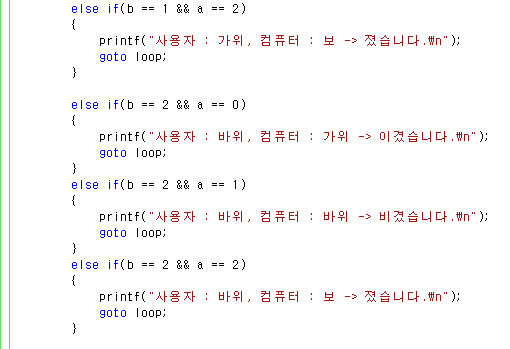 else if(b == 1 && a == 2)
{
printf("사용자 : 가위, 컴퓨터 : 보 -> 졌습니다.₩n");
goto loop;
}
else if(b == 2 && a == 0)
{
printf("사용자 : 바위, 컴퓨터 : 가위 -> 이겼습니다.₩n");
goto loop;
}
else if(b == 2 && a == 1)
{
printf("사용자 : 바위, 컴퓨터 : 바위 -> 비겼습니다.₩n");
goto loop;
}
else if(b == 2 && a == 2)
{
printf("사용자 : 바위, 컴퓨터 : 보 -> 졌습니다.₩n");
goto loop;
}